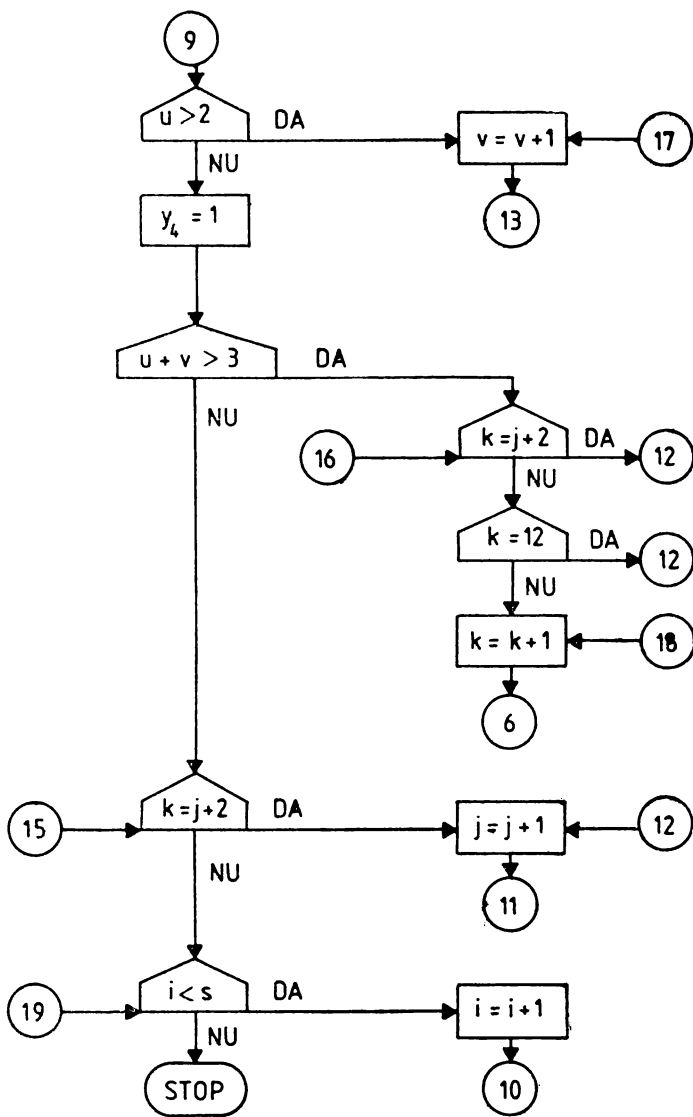 9
u > 2
DA
v = v+1
17
NU
13
y₄ = 1
u + v > 3
DA
NU
16
k = j+2
DA
12
NU
k = 12
DA
12
NU
k = k+1
18
6
15
k = j+2
DA
j = j+1
12
NU
11
19
i < s
DA
i = i+1
NU
STOP
10